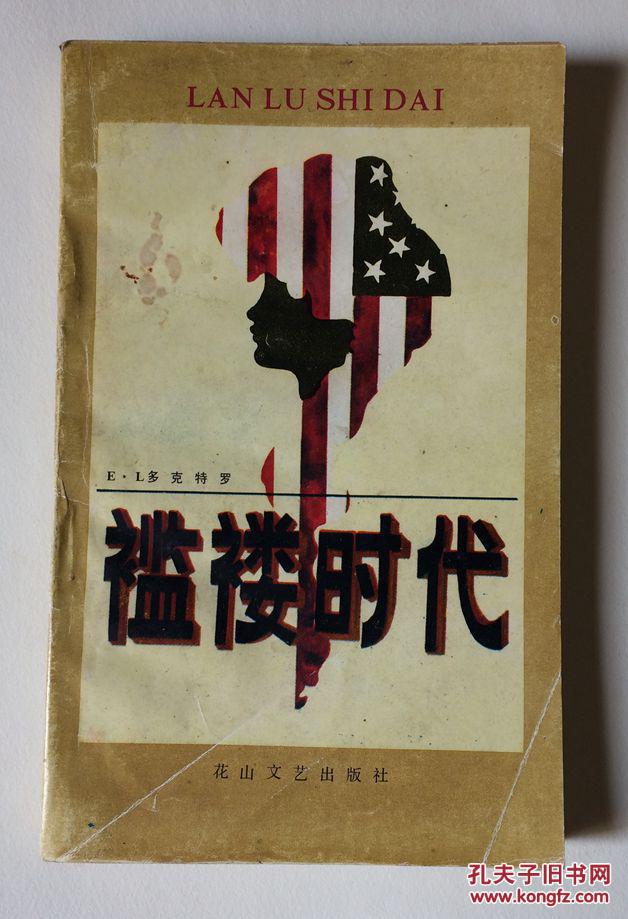 LAN LU SHI DAI
E·L多克特罗
褴褛时代
花山文艺出版社
孔夫子旧书网
www.kongfz.com